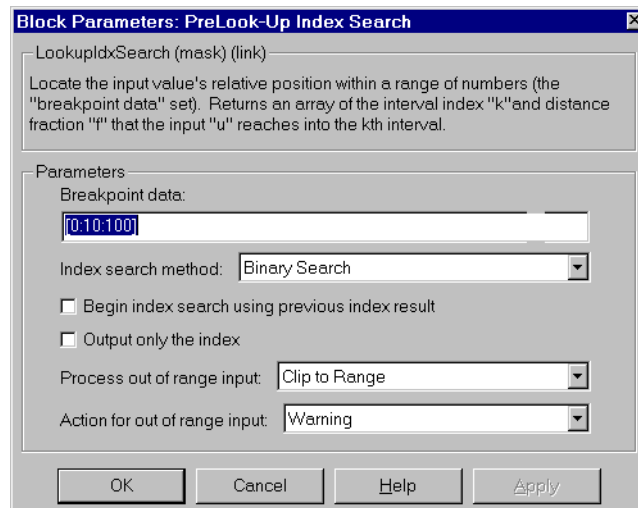 Block Parameters: PreLook-Up Index Search
LookupIdxSearch (mask) (link)
Locate the input value's relative position within a range of numbers (the
"breakpoint data" set). Returns an array of the interval index "k"and distance
fraction "f" that the input "u" reaches into the kth interval.
Parameters
Breakpoint data:
[0:10:100]
Index search method: Binary Search
Begin index search using previous index result
Output only the index
Process out of range input: Clip to Range
Action for out of range input: Warning
OK Cancel Help Apply